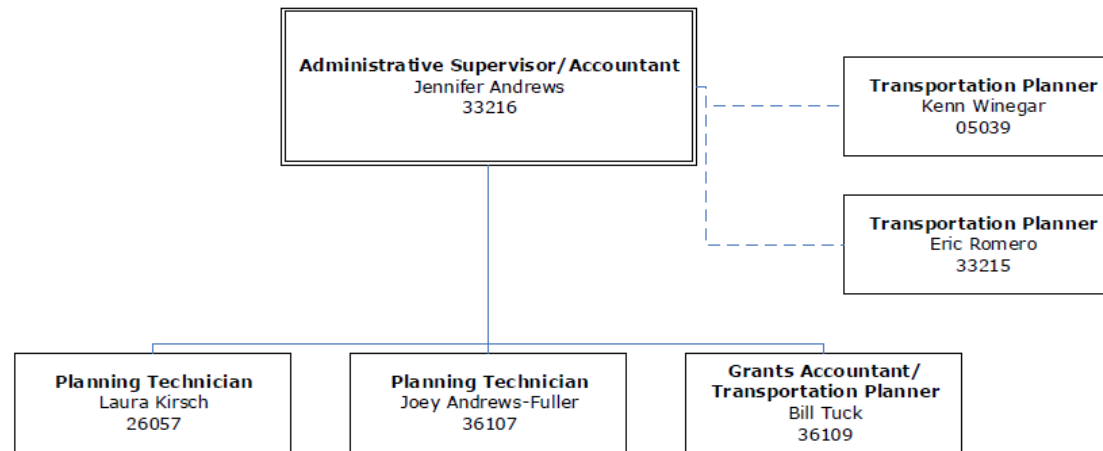 Administrative Supervisor/Accountant
Jennifer Andrews
33216
Transportation Planner
Kenn Winegar
05039
Transportation Planner
Eric Romero
33215
Planning Technician
Laura Kirsch
26057
Planning Technician
Joey Andrews-Fuller
36107
Grants Accountant/
Transportation Planner
Bill Tuck
36109